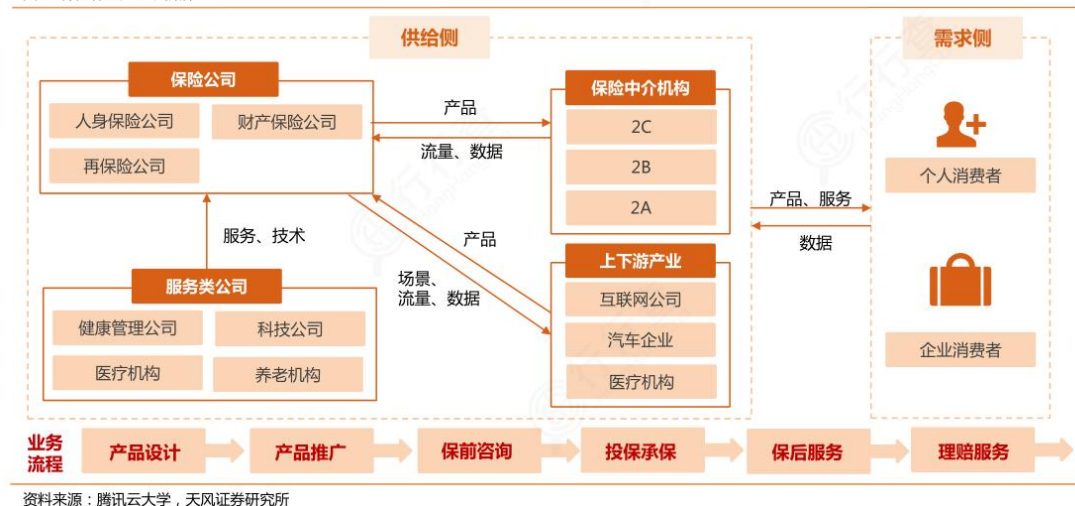 供给侧
需求侧
保险公司
人身保险公司
财产保险公司
再保险公司
产品
流量、数据
保险中介机构
2C
2B
2A
服务、技术
产品
场景、
流量、数据
服务类公司
健康管理公司
科技公司
医疗机构
养老机构
上下游产业
互联网公司
汽车企业
医疗机构
产品、服务
数据
个人消费者
企业消费者
业务
流程
产品设计
产品推广
保前咨询
投保承保
保后服务
理赔服务
资料来源：腾讯云大学，天风证券研究所
行行查
行行查